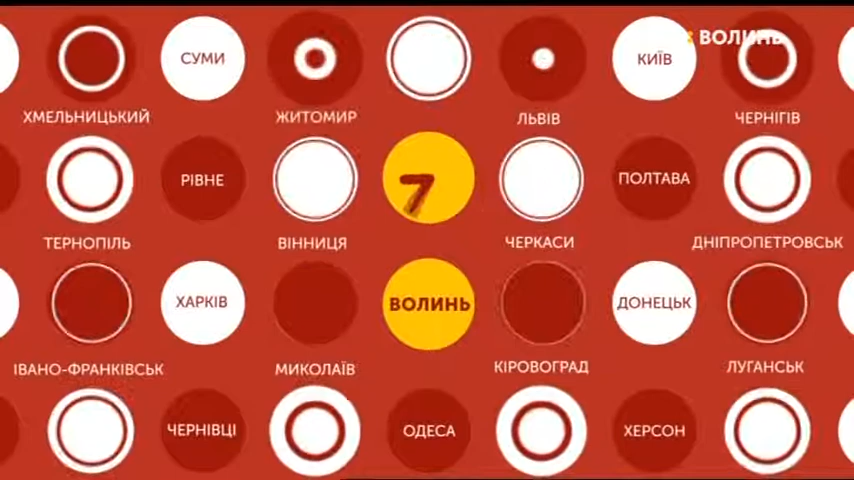 ВОЛИНЬ
СУМИ
КИЇВ
ХМЕЛЬНИЦЬКИЙ
ЖИТОМИР
ЛЬВІВ
ЧЕРНІГІВ
РІВНЕ
7
ПОЛТАВА
ТЕРНОПІЛЬ
ВІННИЦЯ
ЧЕРКАСИ
ДНІПРОПЕТРОВСЬК
ХАРКІВ
ВОЛИНЬ
ДОНЕЦЬК
ІВАНО-ФРАНКІВСЬК
МИКОЛАЇВ
КІРОВОГРАД
ЛУГАНСЬК
ЧЕРНІВЦІ
ОДЕСА
ХЕРСОН